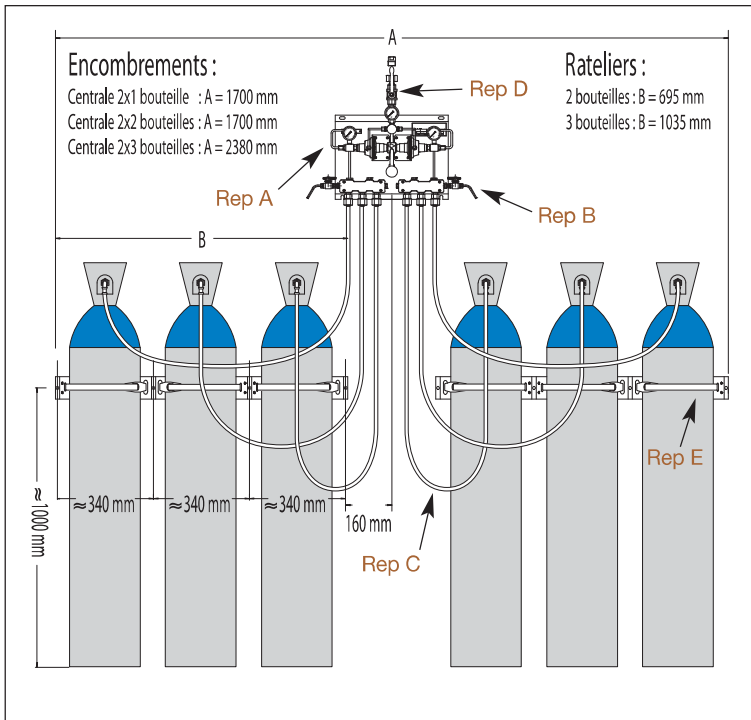 A
Encombrements :
Centrale 2x1 bouteille : A = 1700 mm
Centrale 2x2 bouteilles : A = 1700 mm
Centrale 2x3 bouteilles : A = 2380 mm
Rateliers :
2 bouteilles : B = 695 mm
3 bouteilles : B = 1035 mm
Rep D
Rep A
Rep B
B
Rep E
≈340 mm
≈340 mm
≈340 mm
160 mm
≈1000 mm
Rep C